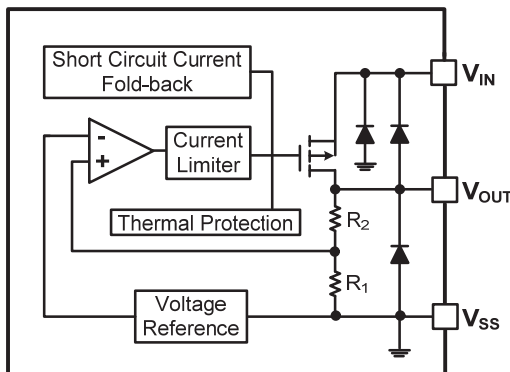 Short Circuit Current
Fold-back
V_IN
-
+
Current
Limiter
V_OUT
Thermal Protection
R_2
R_1
Voltage
Reference
V_SS